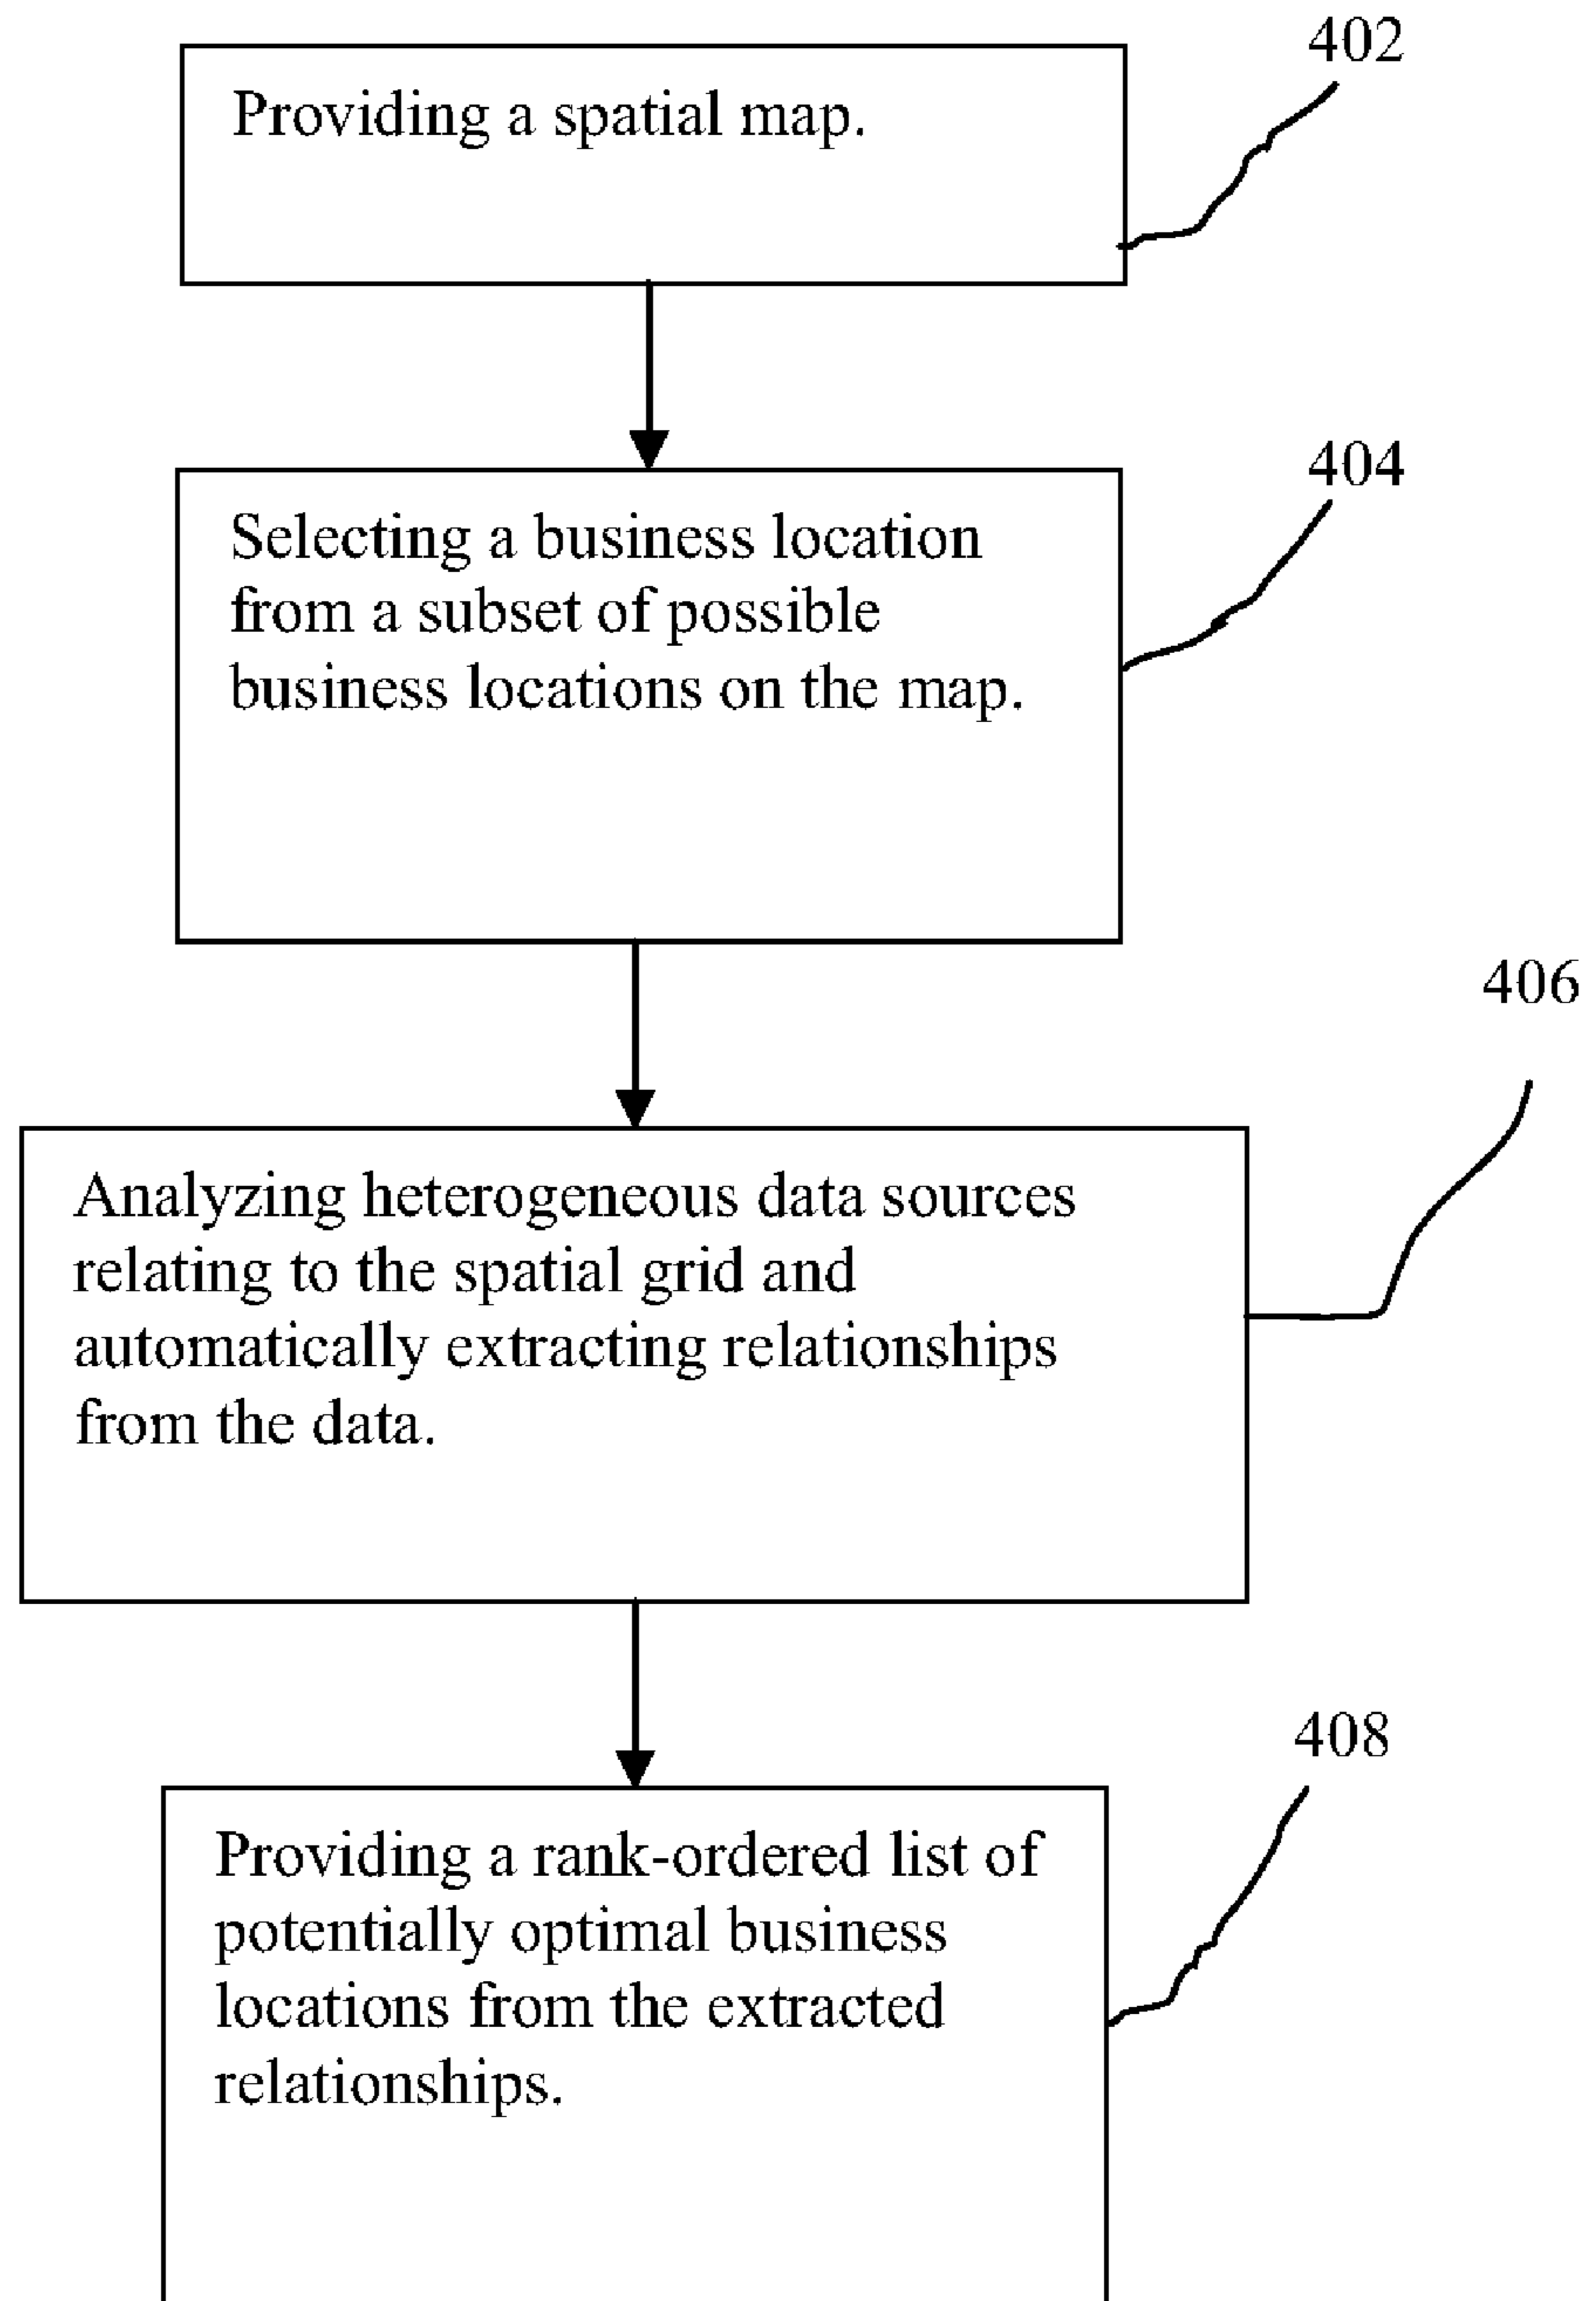 402
Providing a spatial map.
404
Selecting a business location
from a subset of possible
business locations on the map.
406
Analyzing heterogeneous data sources
relating to the spatial grid and
automatically extracting relationships
from the data.
408
Providing a rank-ordered list of
potentially optimal business
locations from the extracted
relationships.